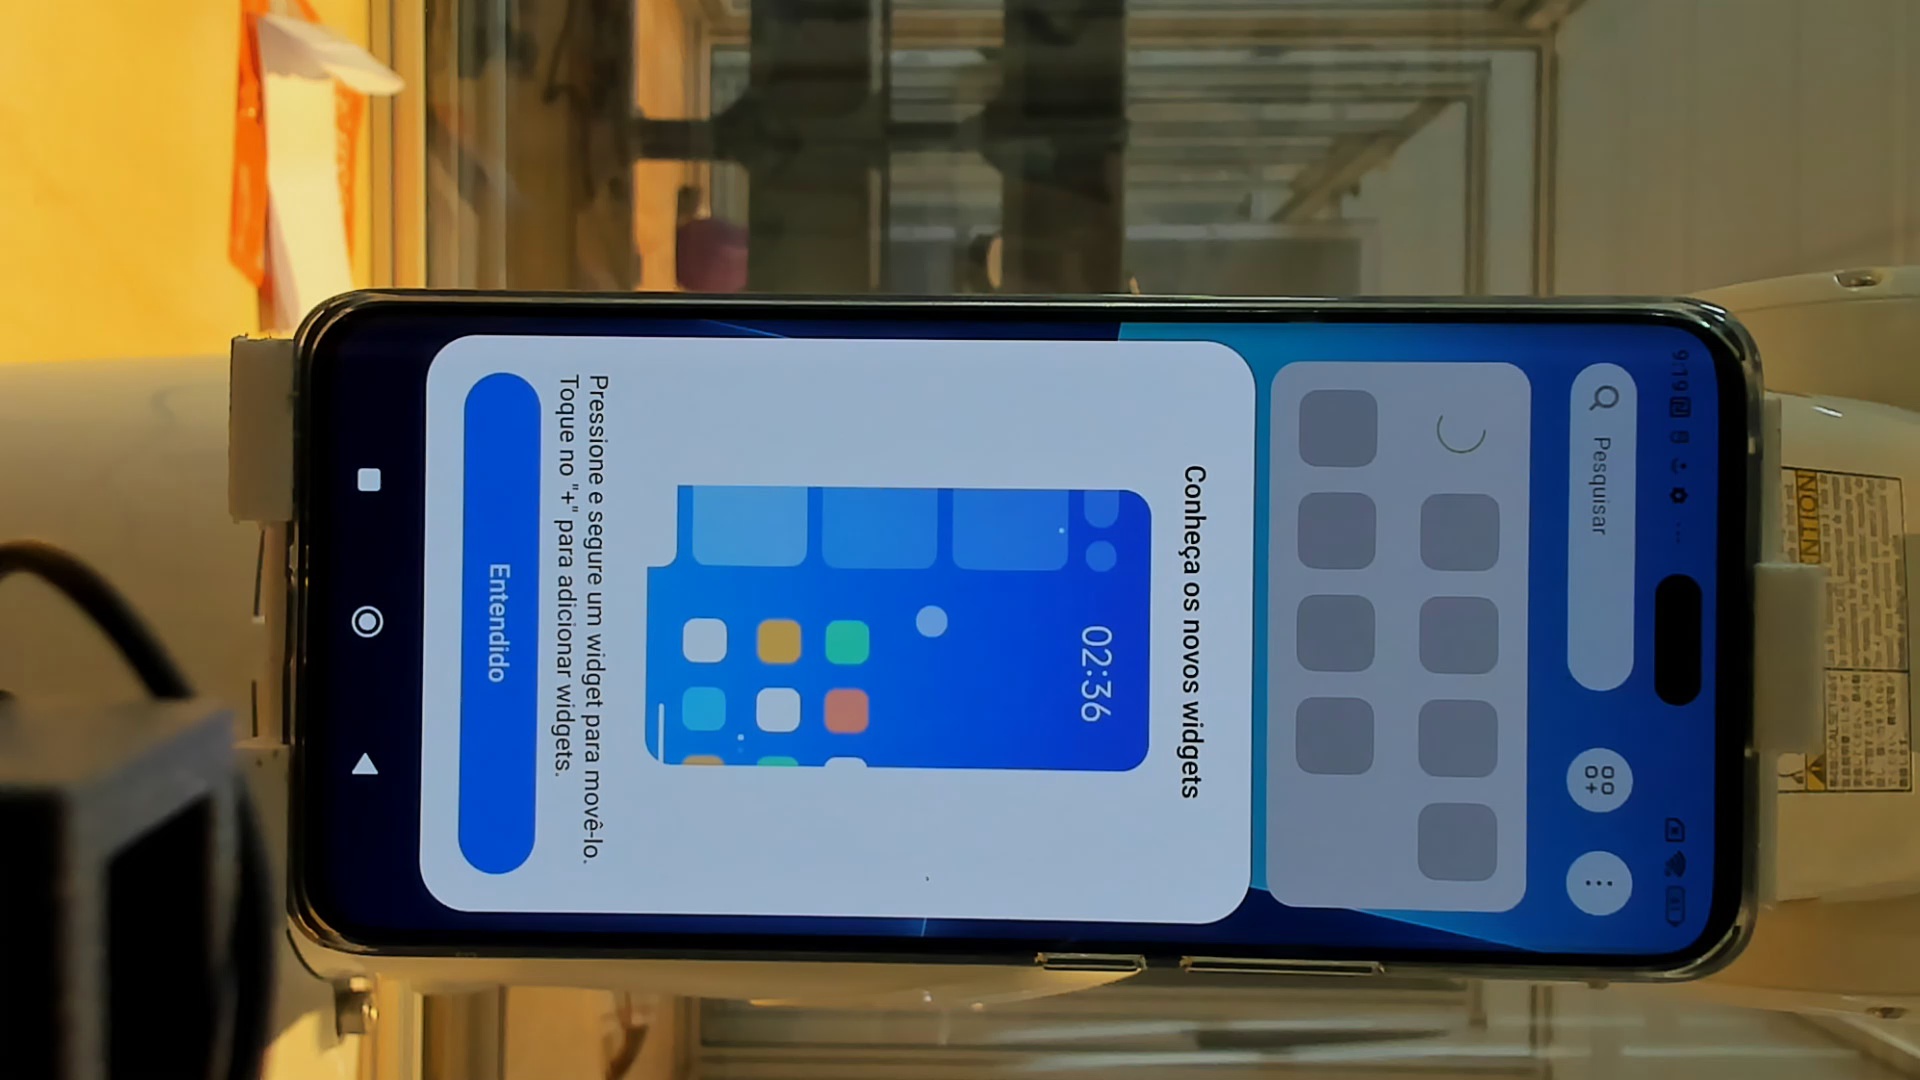 9:19
Pesquisar
Conheça os novos widgets
02:36
Pressione e segure um widget para movê-lo.
Toque no "+" para adicionar widgets.
Entendido